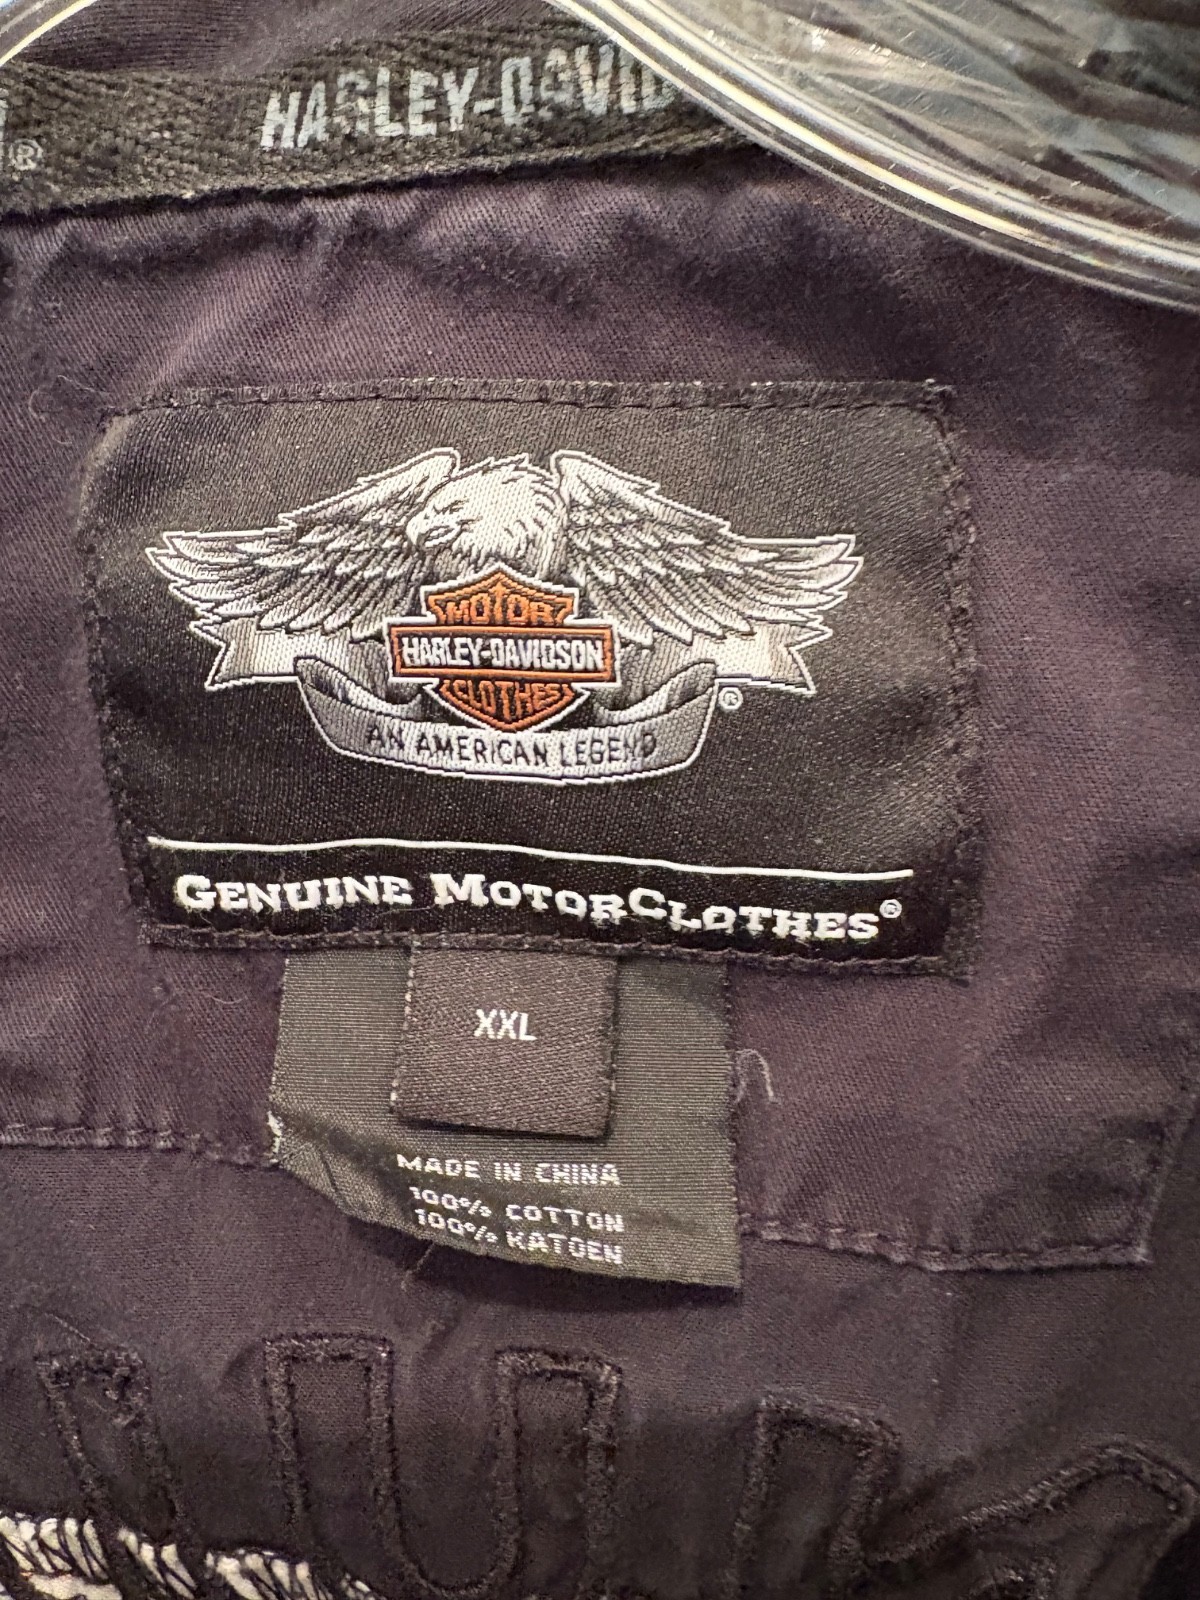 ®
HARLEY-DAVID
MOTOR
HARLEY-DAVIDSON
CLOTHES
®
AN AMERICAN LEGEND
GENUINE MOTORCLOTHES®
XXL
MADE IN CHINA
100% COTTON
100% KATOEN